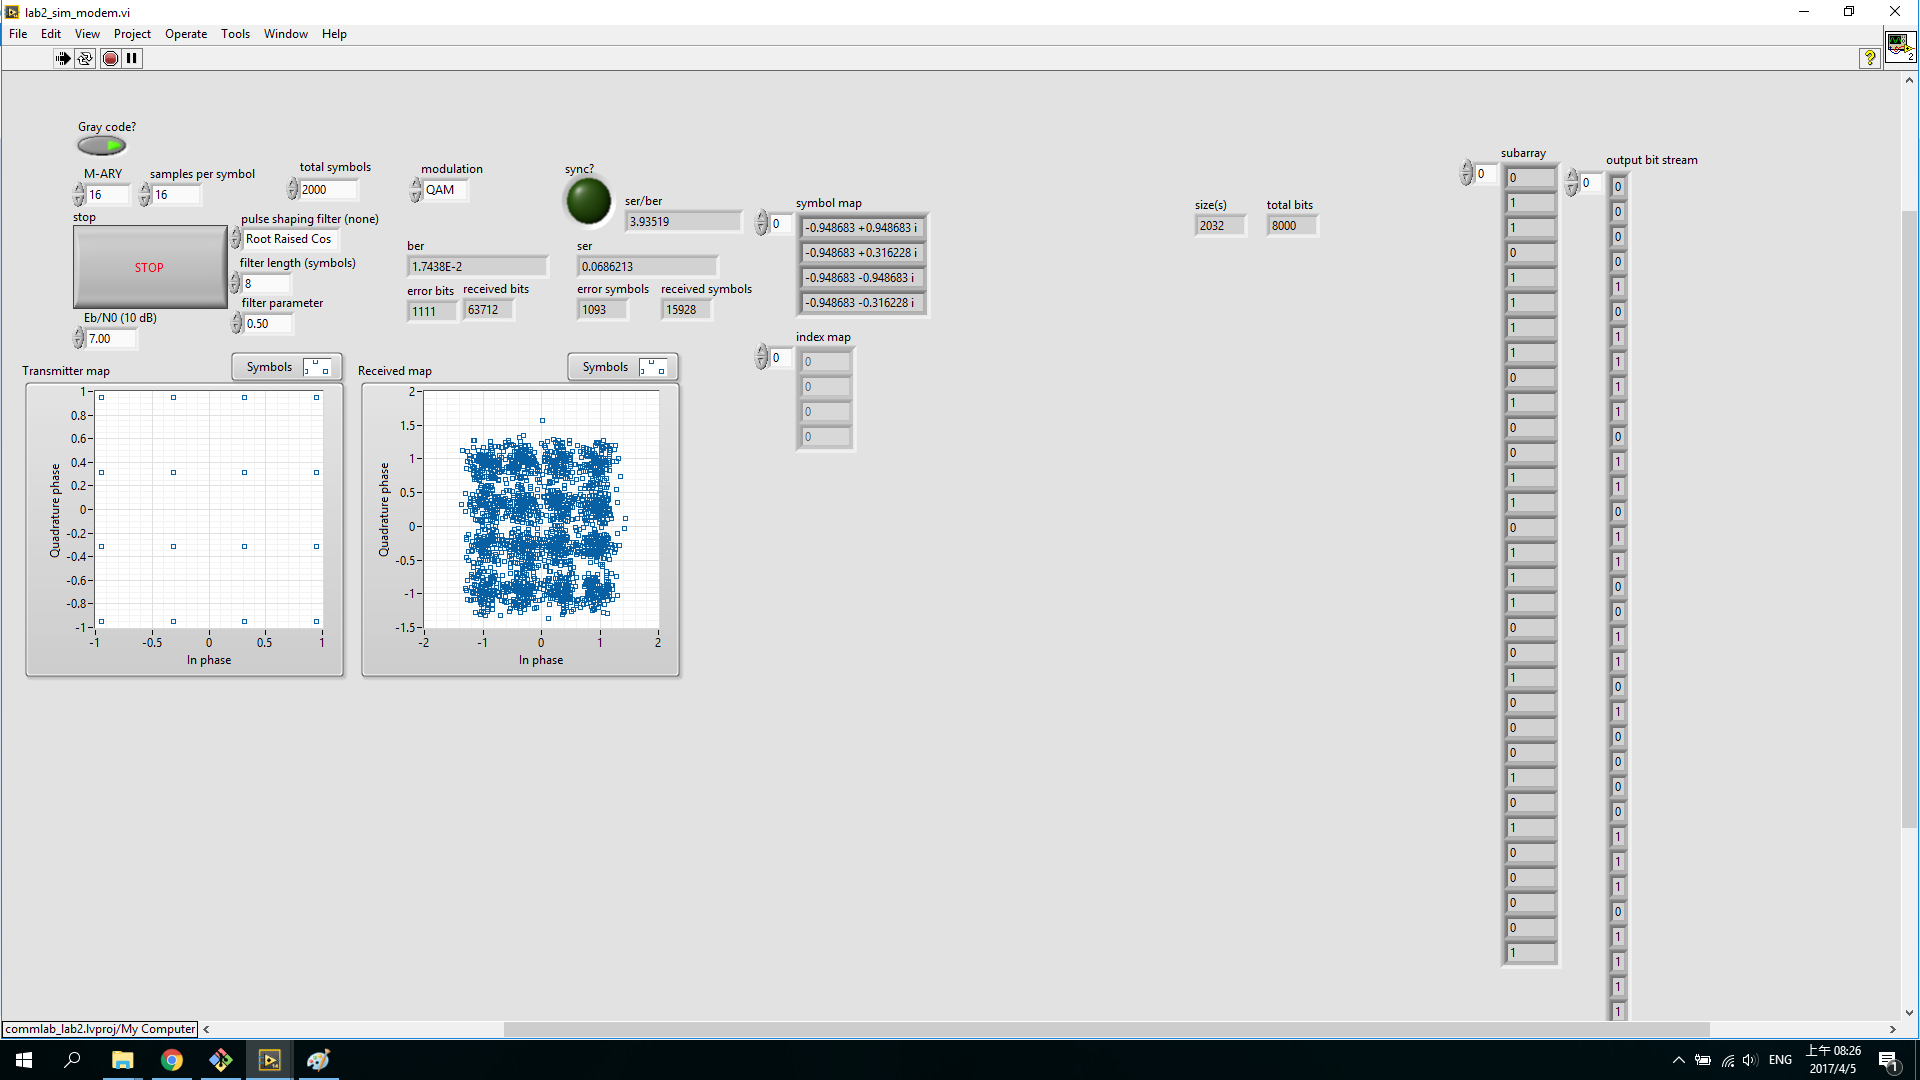 lab2_sim_modem.vi
File Edit View Project Operate Tools Window Help
2
Gray code?
M-ARY
16
samples per symbol
16
total symbols
2000
modulation
QAM
sync?
ser/ber
3.93519
stop
STOP
pulse shaping filter (none)
Root Raised Cos
filter length (symbols)
8
filter parameter
0.50
Eb/N0 (10 dB)
7.00
ber
1.7438E-2
ser
0.0686213
error bits
1111
received bits
63712
error symbols
1093
received symbols
15928
symbol map
0
-0.948683 +0.948683 i
-0.948683 +0.316228 i
-0.948683 -0.948683 i
-0.948683 -0.316228 i
index map
0
0
0
0
0
size(s)
2032
total bits
8000
Transmitter map
Symbols
1
0.8
0.6
0.4
0.2
0
-0.2
-0.4
-0.6
-0.8
-1
Quadrature phase
-1 -0.5 0 0.5 1
In phase
Received map
Symbols
2
1.5
1
0.5
0
-0.5
-1
-1.5
Quadrature phase
-2 -1 0 1 2
In phase
subarray
0
0
1
1
0
1
1
1
1
0
1
0
0
1
1
0
1
1
1
0
0
1
0
0
0
1
0
1
0
0
0
0
1
output bit stream
0
0
0
0
0
1
0
1
1
1
1
0
1
1
0
1
1
0
0
1
1
0
1
0
0
0
0
1
1
1
0
1
1
1
1
commlab_lab2.lvproj/My Computer
ENG
上午 08:26
2017/4/5
1